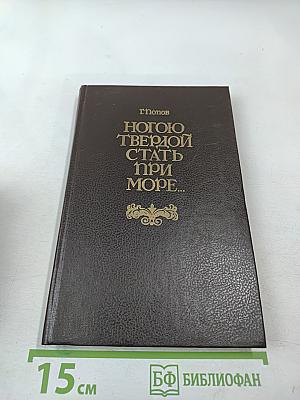 Г. Попов
НОГОЮ
ТВЕРДОЙ
СТАТЬ
ПРИ
МОРЕ...
15 см
БФ БИБЛИОФАН